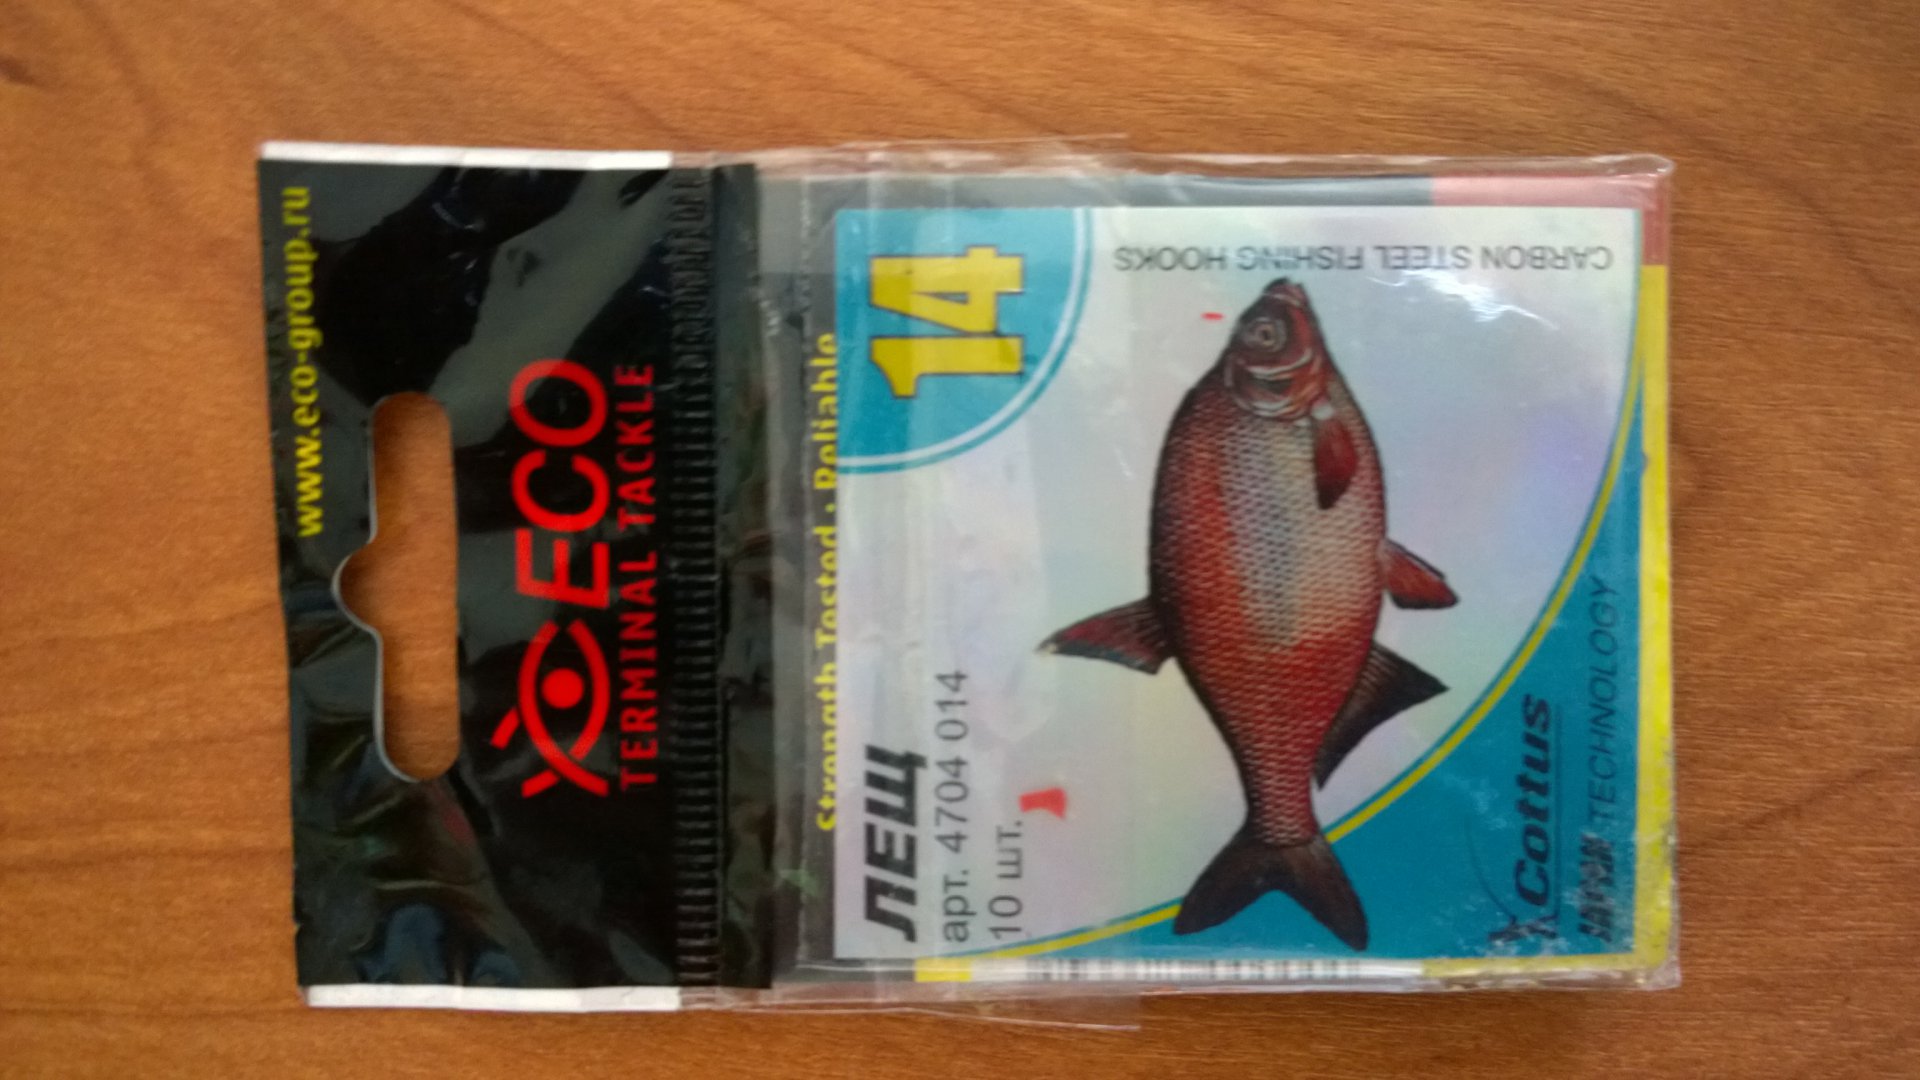 www.eco-group.ru
ECO
TERMINAL TACKLE
Strength Tested · Reliable
14
ЛЕЩ
арт. 4704 014
10 шт.
CARBON STEEL FISHING HOOKS
Cottus
TECHNOLOGY